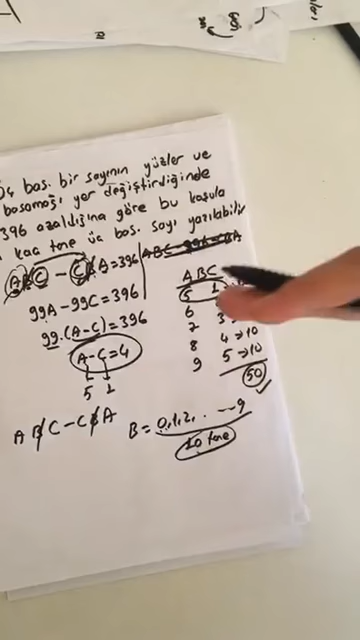 üç bas. bir sayının yüzler ve
basamağı yer değiştirdiğinde
396 azaldığına göre bu koşula
kaç tane üç bas. sayı yazılabilir
ABC - CBA = 396
99A - 99C = 396
99.(A-C) = 396
A-C = 4
5 1
ABC - CBA
ABC
5 1
6
7 3
8 4 → 10
9 5 → 10
50
B = 0,1,2, . . --- 9
10 tane